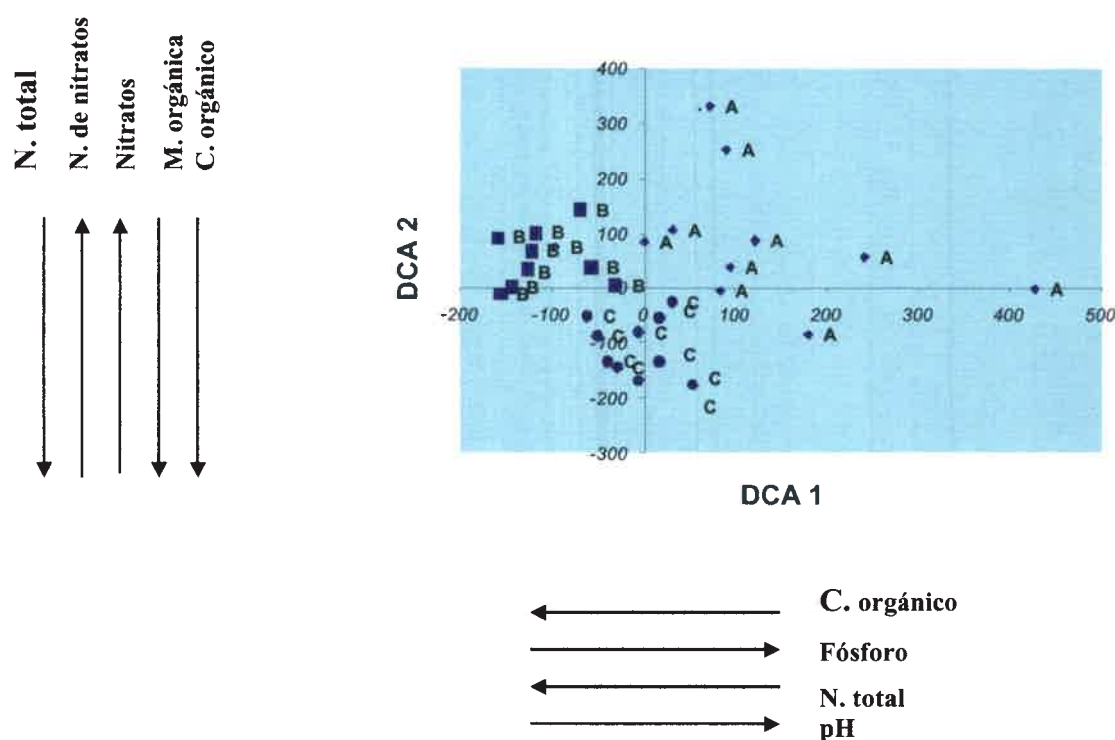 N. total
N. de nitratos
Nitratos
M. orgánica
C. orgánico
DCA 2
400
300
200
100
0
-100
-200
-300
-200
-100
0
100
200
300
400
500
A
A
A
A
A
A
A
A
A
A
B
B
B
B
B
B
B
B
B
B
C
C
C
C
C
C
C
C
C
DCA 1
C. orgánico
Fósforo
N. total
pH